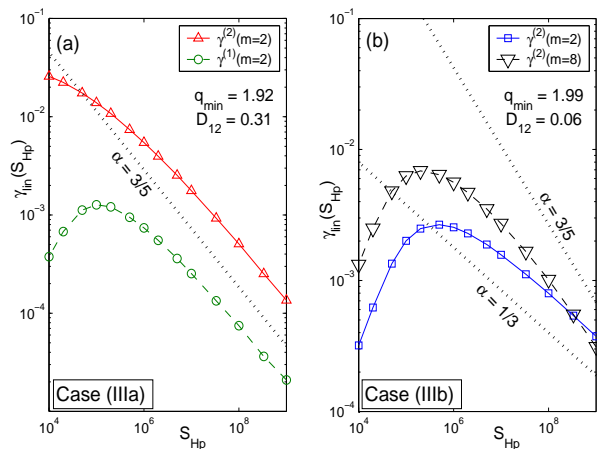 (a)
γ^(2)(m=2)
γ^(1)(m=2)
q_min = 1.92
D_12 = 0.31
α = 3/5
Case (IIIa)
γ_lin(S_Hp)
10^-1
10^-2
10^-3
10^-4
10^4
10^6
10^8
S_Hp
(b)
γ^(2)(m=2)
γ^(2)(m=8)
q_min = 1.99
D_12 = 0.06
α = 3/5
α = 1/3
Case (IIIb)
γ_lin(S_Hp)
10^-1
10^-2
10^-3
10^-4
10^4
10^6
10^8
S_Hp